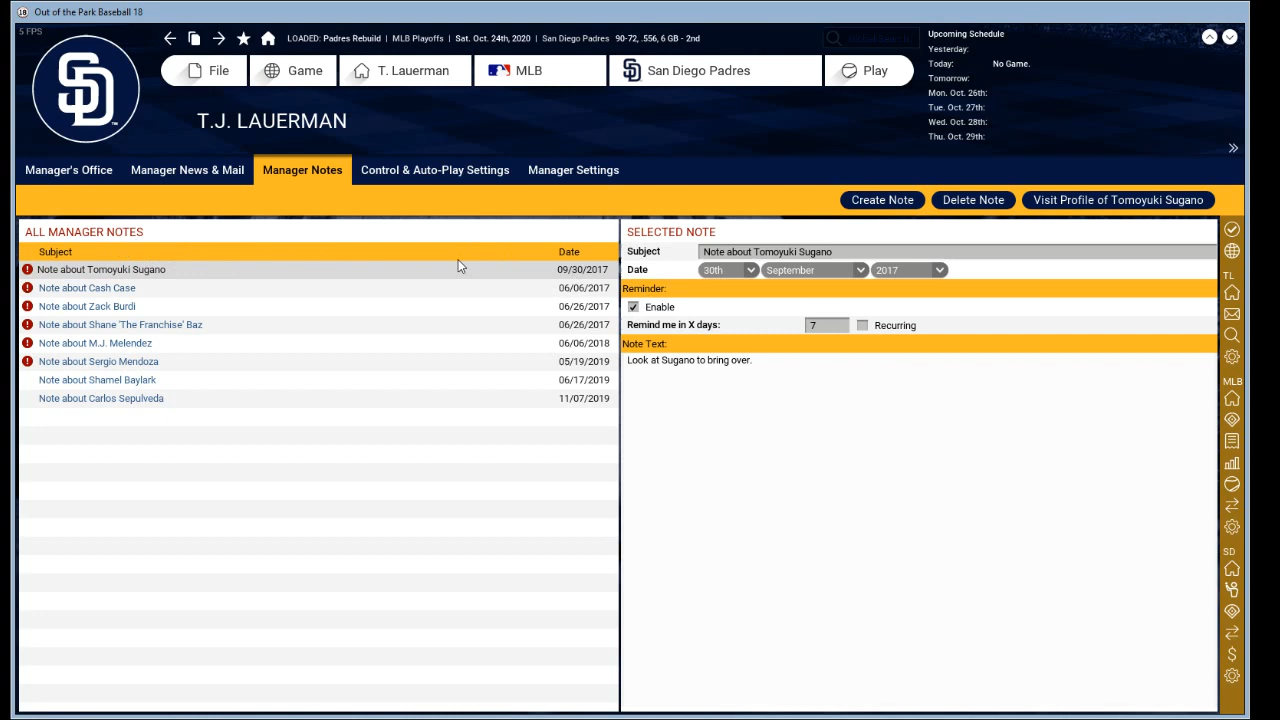 Out of the Park Baseball 18
5 FPS
LOADED: Padres Rebuild | MLB Playoffs | Sat. Oct. 24th, 2020 | San Diego Padres 90-72, .556, 6 GB - 2nd
File
Game
T. Lauerman
MLB
San Diego Padres
Play
Upcoming Schedule
Yesterday:
Today: No Game.
Tomorrow:
Mon. Oct. 26th:
Tue. Oct. 27th:
Wed. Oct. 28th:
Thu. Oct. 29th:
SD
T.J. LAUERMAN
Manager's Office
Manager News & Mail
Manager Notes
Control & Auto-Play Settings
Manager Settings
Create Note
Delete Note
Visit Profile of Tomoyuki Sugano
ALL MANAGER NOTES
Subject Date
Note about Tomoyuki Sugano 09/30/2017
Note about Cash Case 06/06/2017
Note about Zack Burdi 06/26/2017
Note about Shane 'The Franchise' Baz 06/26/2017
Note about M.J. Melendez 06/06/2018
Note about Sergio Mendoza 05/19/2019
Note about Shamel Baylark 06/17/2019
Note about Carlos Sepulveda 11/07/2019
SELECTED NOTE
Subject Note about Tomoyuki Sugano
Date 30th September 2017
Reminder:
Enable
Remind me in X days: 7 Recurring
Note Text:
Look at Sugano to bring over.
TL
MLB
SD